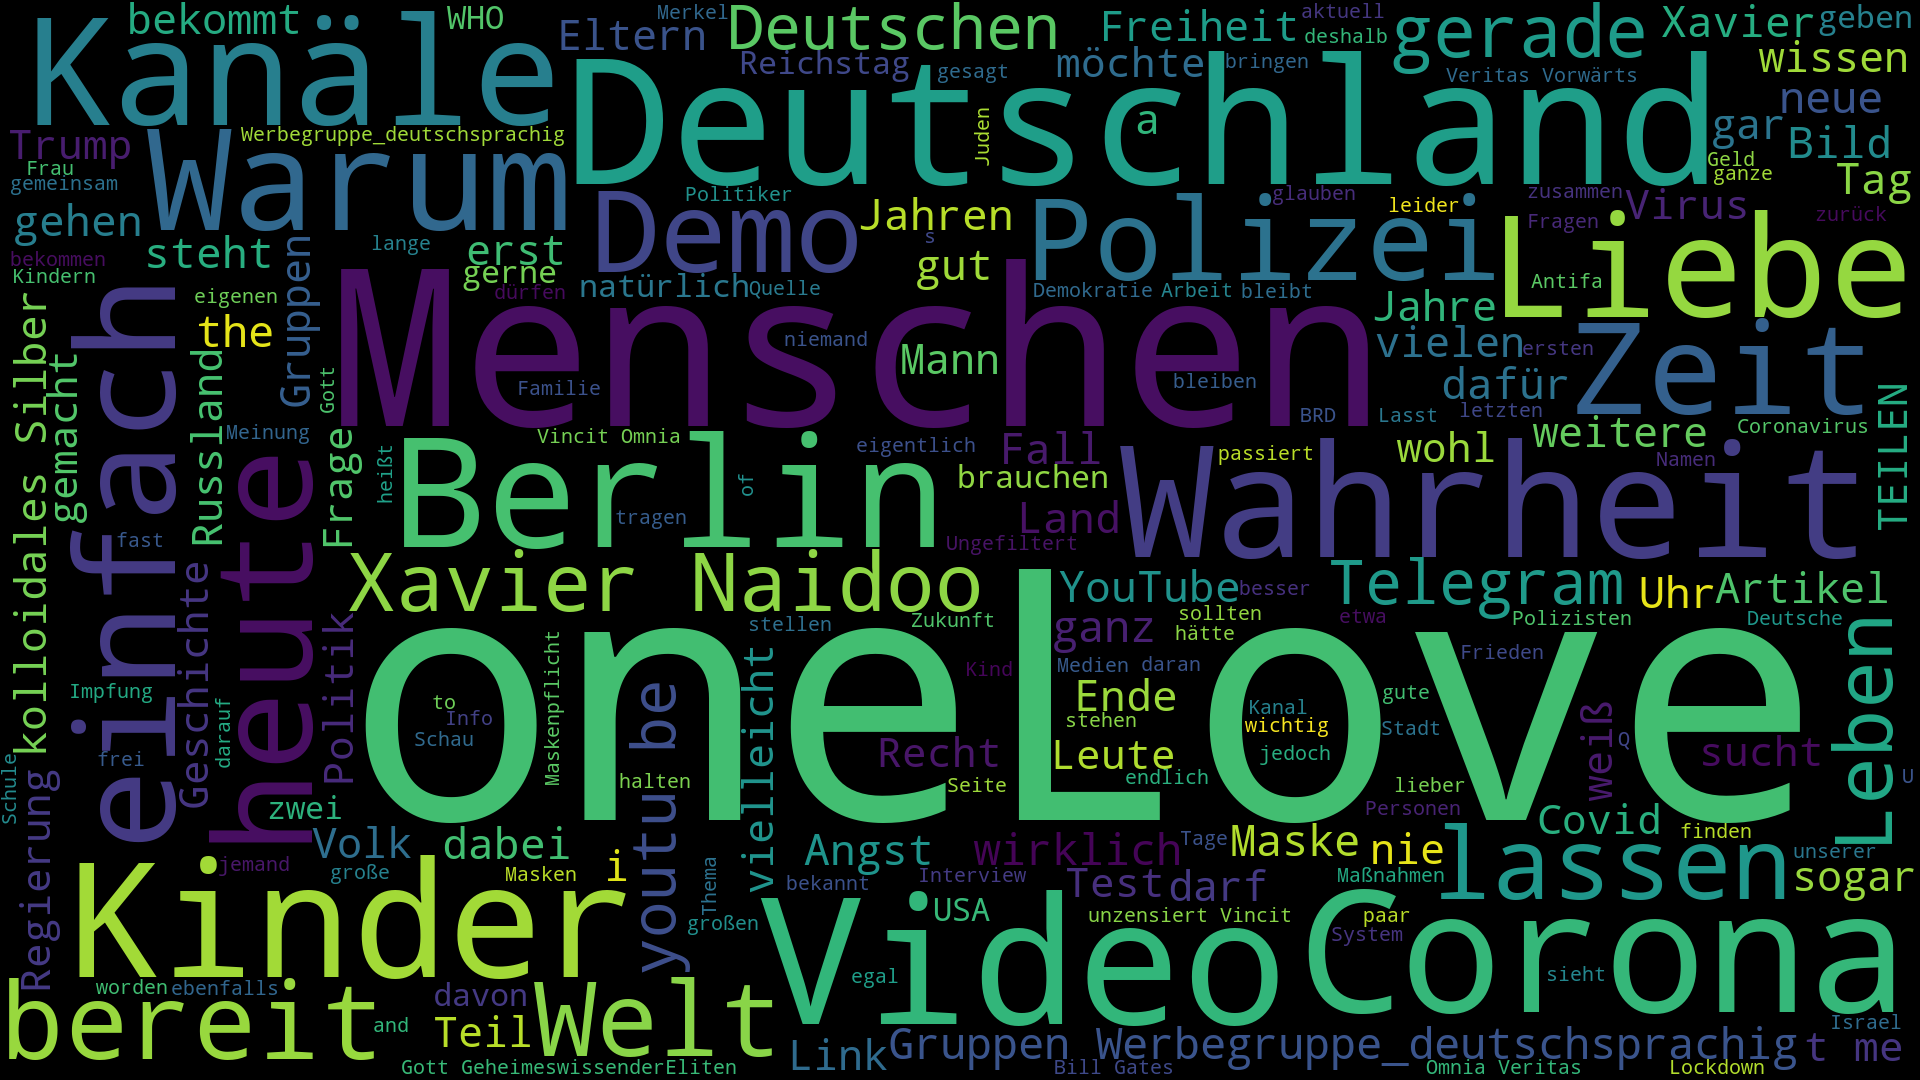 bekommt
WHO
Merkel
Deutschen
Freiheit
aktuell
gerade
Xavier
geben
Kanäle
Eltern
Reichstag
gesagt
möchte
deshalb
bringen
Veritas Vorwärts
wissen
neue
Deutschland
a
Juden
gar
Bild
Trump
Werbegruppe_deutschsprachig
Warum
Frau
gemeinsam
Geld
ganze
Tag
gehen
Politiker
Demo
Jahren
glauben
leider
zusammen
Fragen
Virus
zurück
Polizei
Liebe
steht
lange
erst
s
gut
bekommen
Kindern
gerne
dürfen
natürlich
Quelle
Demokratie
Arbeit
bleibt
Antifa
Jahre
eigenen
the
Gruppen
Menschen
niemand
Mann
vielen
ersten
Zeit
kolloidales Silber
gemacht
einfach
Russland
Gott
Familie
bleiben
dafür
BRD
Lasst
letzten
TEILEN
Meinung
heute
Frage
heißt
Berlin
Vincit Omnia
of
eigentlich
Fall
wohl
weitere
Coronavirus
brauchen
passiert
Namen
Wahrheit
tragen
Land
Ungefiltert
fast
Xavier Naidoo
YouTube
besser
Telegram
Uhr
Artikel
Geschichte
Politik
stellen
Zukunft
ganz
sollten
hätte
etwa
Polizisten
Deutsche
oneLove
Maskenpflicht
Kind
Medien
daran
Frieden
Leben
Impfung
darauf
to
Info
Schau
youtu be
vielleicht
Ende
stehen
Kanal
wichtig
jedoch
gute
Stadt
weiß
Q
sucht
frei
Schule
Recht
Leute
endlich
U
Regierung
zwei
halten
Seite
lieber
Personen
Covid
finden
Volk
dabei
i
Angst
wirklich
Tage
Maske
nie
lassen
unserer
jemand
große
Masken
Thema
bekannt
Interview
Test
darf
Maßnahmen
sogar
Kinder
großen
Video
USA
unzensiert Vincit
paar
System
Corona
egal
sieht
worden
ebenfalls
bereit
and
davon
Teil
Welt
Link
Gruppen Werbegruppe_deutschsprachig
t me
Israel
Gott GeheimeswissenderEliten
Bill Gates
Omnia Veritas
Lockdown